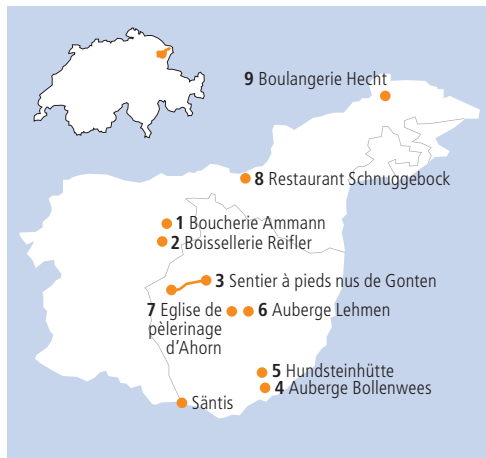 9 Boulangerie Hecht
8 Restaurant Schnuggebock
1 Boucherie Ammann
2 Boissellerie Reifler
3 Sentier à pieds nus de Gonten
7 Eglise de
pèlerinage
d'Ahorn
6 Auberge Lehmen
5 Hundsteinhütte
4 Auberge Bollenwees
Säntis